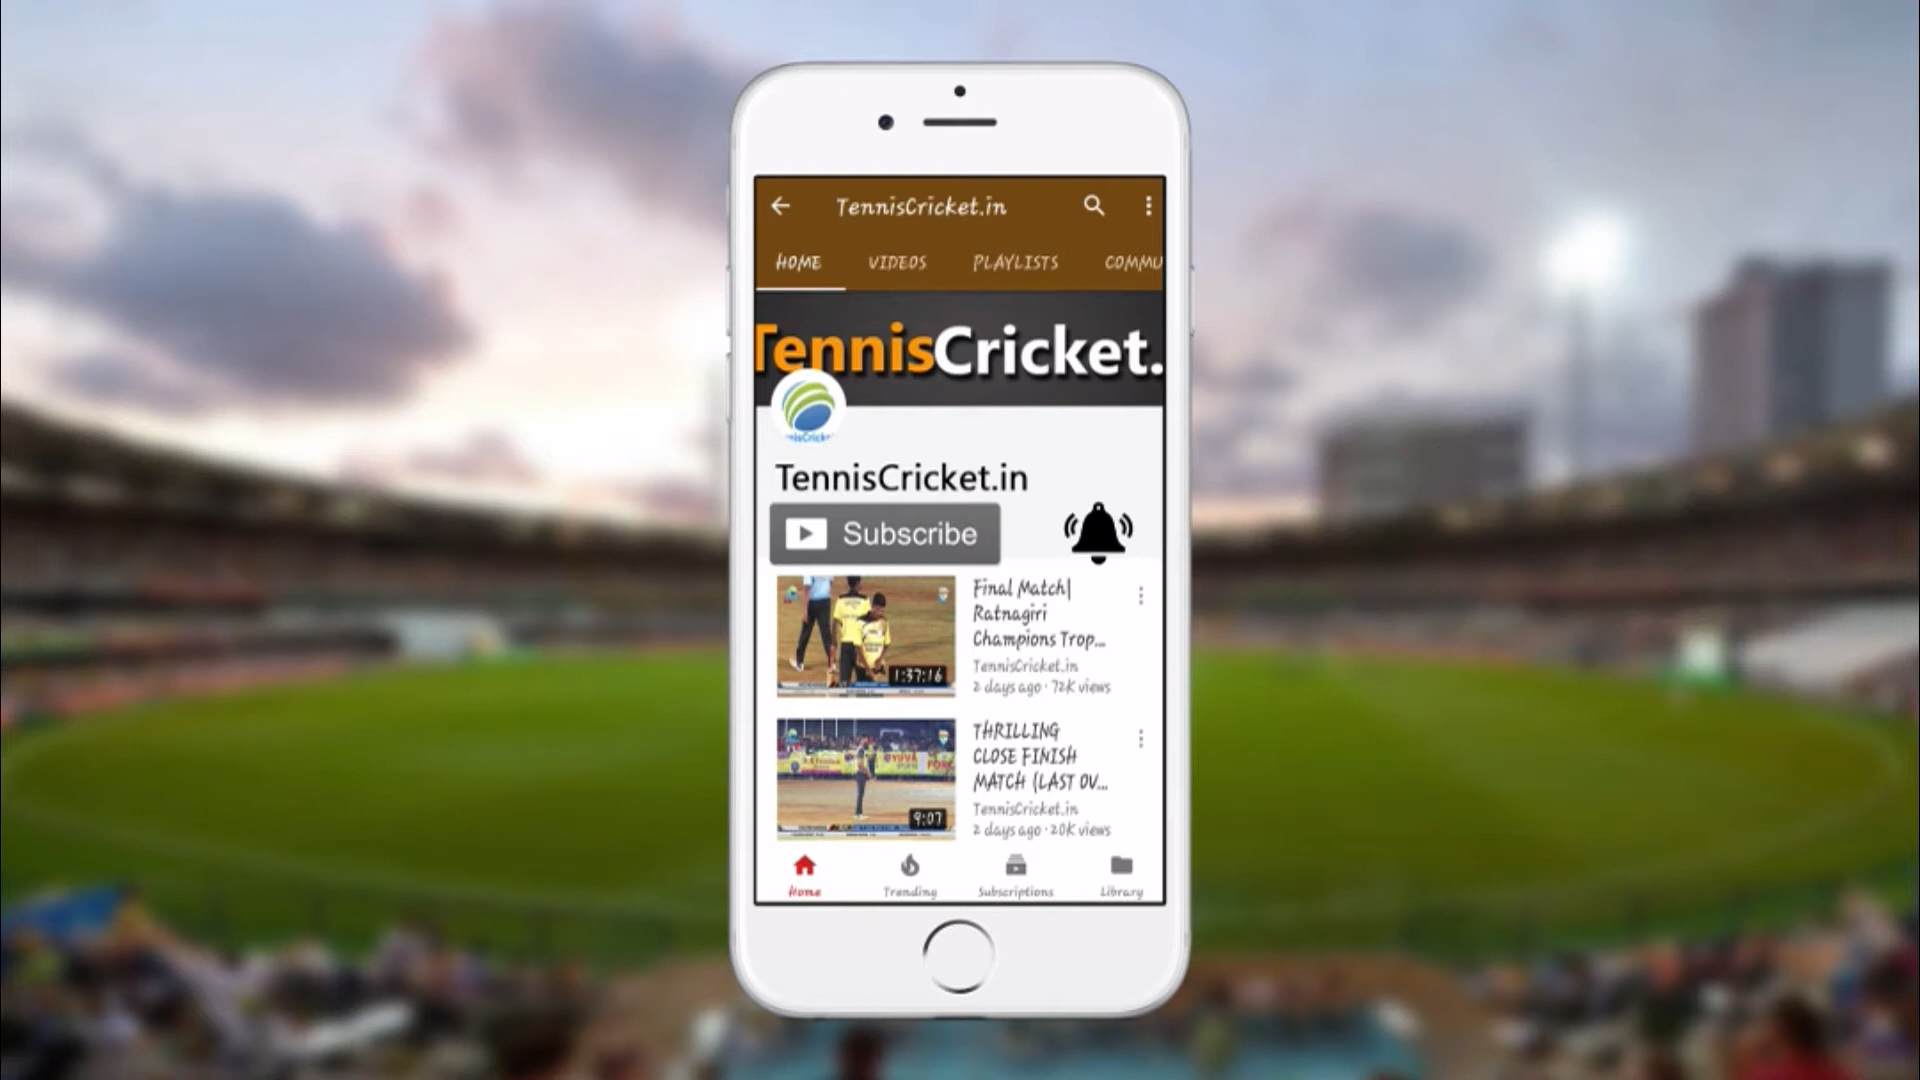 TennisCricket.in
HOME VIDEOS PLAYLISTS COMMU
TennisCricket.
TennisCricket.in
Subscribe
Final Match|
Ratnagiri
Champions Trop...
TennisCricket.in
2 days ago · 72K views
1:37:16
THRILLING
CLOSE FINISH
MATCH (LAST OV...
TennisCricket.in
2 days ago · 20K views
9:07
Home Trending Subscriptions Library